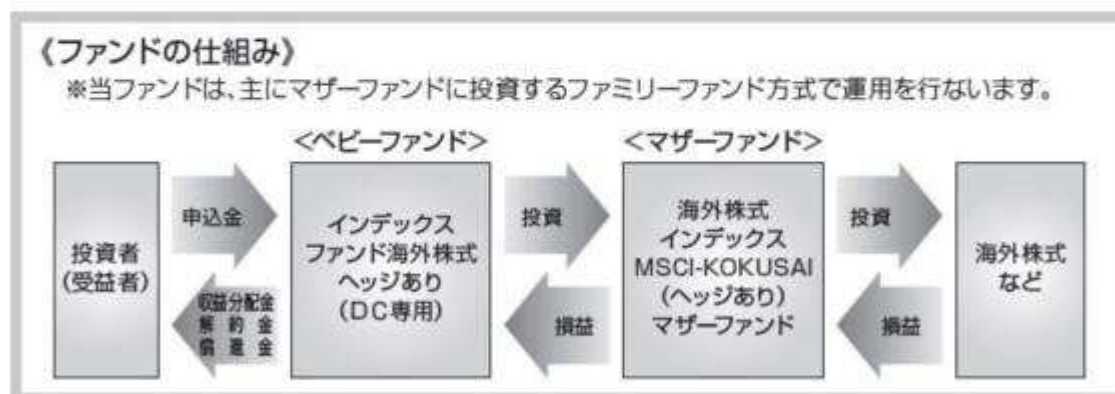 《ファンドの仕組み》
※当ファンドは、主にマザーファンドに投資するファミリーファンド方式で運用を行ないます。
<ベビーファンド>
<マザーファンド>
投資者
(受益者)
申込金
収益分配金
解約金
償還金
インデックス
ファンド海外株式
ヘッジあり
(DC専用)
投資
損益
海外株式
インデックス
MSCI-KOKUSAI
(ヘッジあり)
マザーファンド
投資
損益
海外株式
など